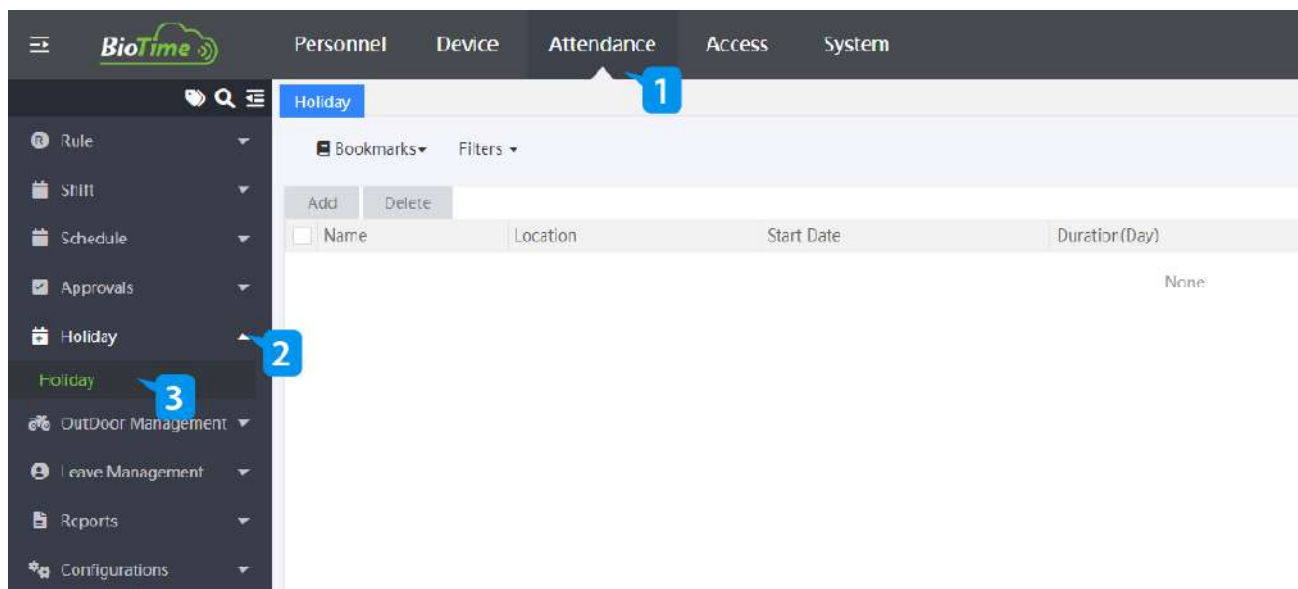 BioTime Personnel Device Attendance Access System
1
Holiday
Rule
Bookmarks Filters
Shift
Add Delete
Name Location Start Date Duration(Day)
Schedule
None
Approvals
Holiday
2
Holiday
3
OutDoor Management
Leave Management
Reports
Configurations